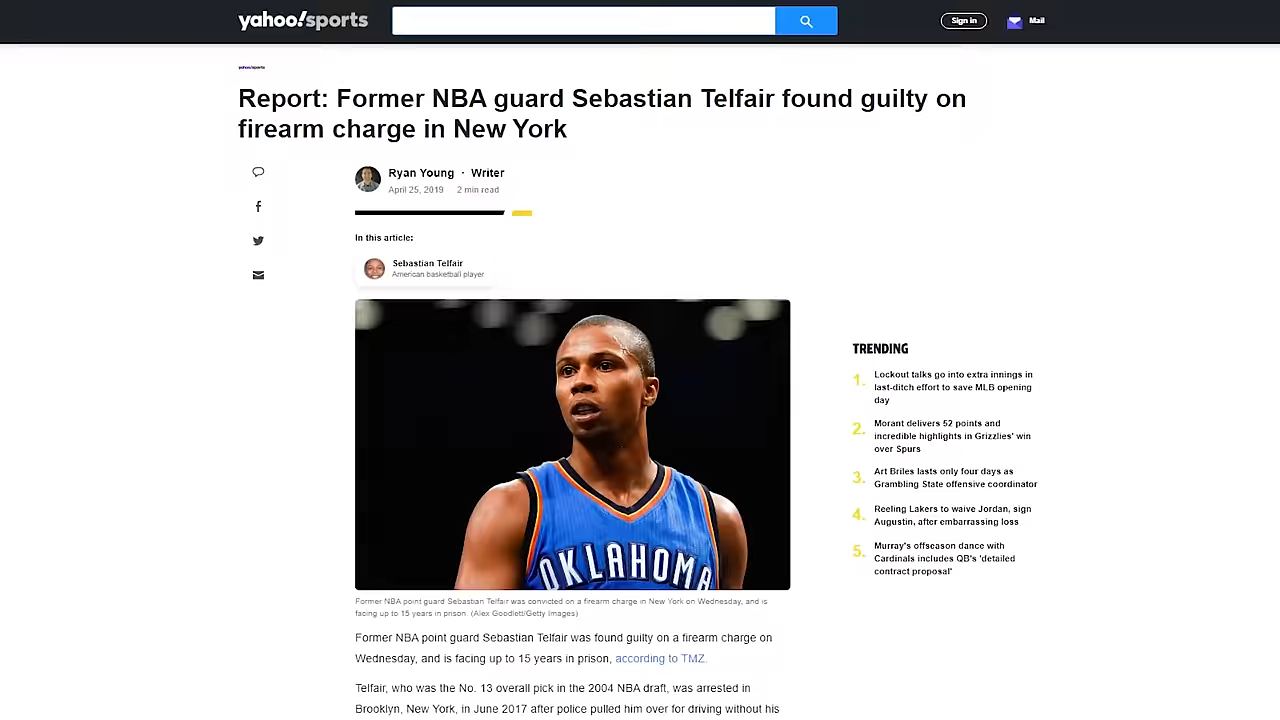 yahoo!sports
Sign in
Mail
yahoo!sports
Report: Former NBA guard Sebastian Telfair found guilty on
firearm charge in New York
Ryan Young · Writer
April 25, 2019 2 min read
In this article:
Sebastian Telfair
American basketball player
OKLAHOMA
Former NBA point guard Sebastian Telfair was convicted on a firearm charge in New York on Wednesday, and is
facing up to 15 years in prison. (Alex Goodlett/Getty Images)
Former NBA point guard Sebastian Telfair was found guilty on a firearm charge on
Wednesday, and is facing up to 15 years in prison, according to TMZ.
Telfair, who was the No. 13 overall pick in the 2004 NBA draft, was arrested in
Brooklyn, New York, in June 2017 after police pulled him over for driving without his
TRENDING
1. Lockout talks go into extra innings in
last-ditch effort to save MLB opening
day
2. Morant delivers 52 points and
incredible highlights in Grizzlies' win
over Spurs
3. Art Briles lasts only four days as
Grambling State offensive coordinator
4. Reeling Lakers to waive Jordan, sign
Augustin, after embarrassing loss
5. Murray's offseason dance with
Cardinals includes QB's 'detailed
contract proposal'